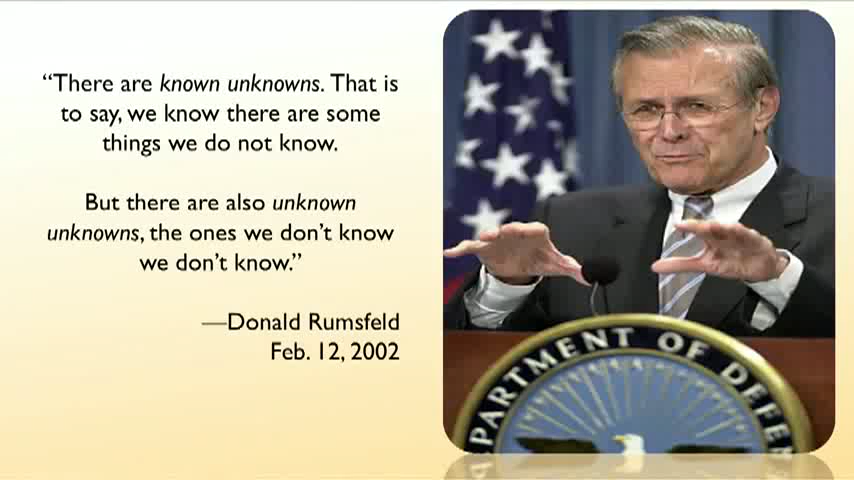 “There are known unknowns. That is
to say, we know there are some
things we do not know.
But there are also unknown
unknowns, the ones we don’t know
we don’t know.”
—Donald Rumsfeld
Feb. 12, 2002
PARTMENT OF DEFEN